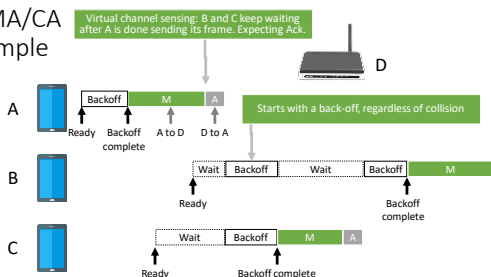 MA/CA
mple
Virtual channel sensing: B and C keep waiting
after A is done sending its frame. Expecting Ack.
D
A
Backoff
M
A
Ready
Backoff
complete
A to D
D to A
Starts with a back-off, regardless of collision
B
Wait
Backoff
Wait
Backoff
M
Ready
Backoff
complete
C
Wait
Backoff
M
A
Ready
Backoff complete